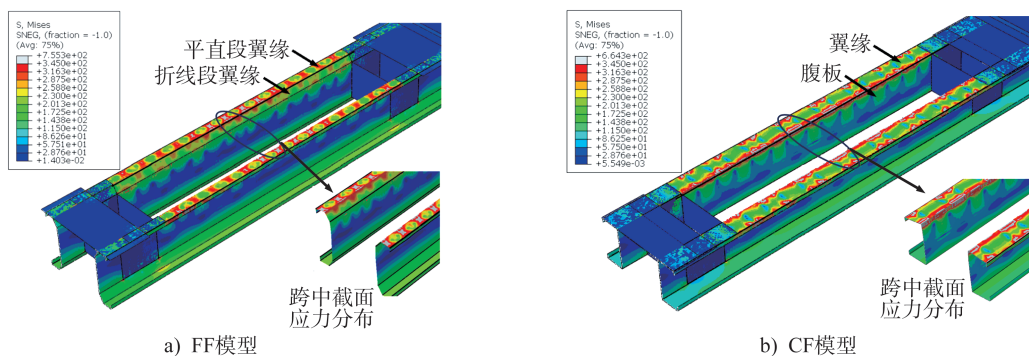 S, Mises
SNEG, (fraction = -1.0)
(Avg: 75%)
+7.553e+02
+3.450e+02
+3.163e+02
+2.875e+02
+2.588e+02
+2.300e+02
+2.013e+02
+1.725e+02
+1.438e+02
+1.150e+02
+8.626e+01
+5.751e+01
+2.876e+01
+1.403e-02
平直段翼缘
折线段翼缘
跨中截面
应力分布
a) FF模型
S, Mises
SNEG, (fraction = -1.0)
(Avg: 75%)
+6.643e+02
+3.450e+02
+3.163e+02
+2.875e+02
+2.588e+02
+2.300e+02
+2.013e+02
+1.725e+02
+1.438e+02
+1.150e+02
+8.625e+01
+5.750e+01
+2.876e+01
+5.549e-03
翼缘
腹板
跨中截面
应力分布
b) CF模型